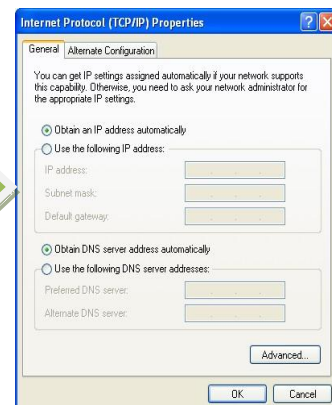 Internet Protocol (TCP/IP) Properties
General
Alternate Configuration
You can get IP settings assigned automatically if your network supports
this capability. Otherwise, you need to ask your network administrator for
the appropriate IP settings.
Obtain an IP address automatically
Use the following IP address:
IP address:
Subnet mask:
Default gateway:
Obtain DNS server address automatically
Use the following DNS server addresses:
Preferred DNS server:
Alternate DNS server:
Advanced...
OK
Cancel